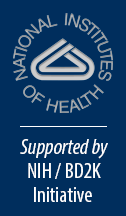 NATIONAL INSTITUTES
OF HEALTH
Supported by
NIH / BD2K
Initiative